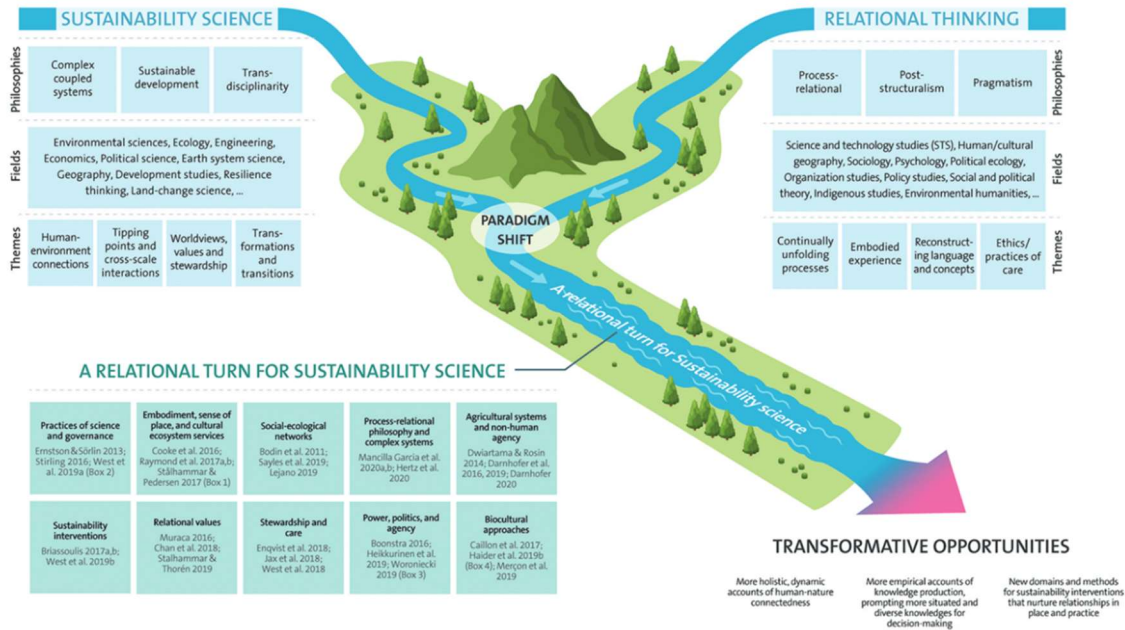 SUSTAINABILITY SCIENCE
Philosophies
Complex
coupled
systems
Sustainable
development
Trans-
disciplinarity
Fields
Environmental sciences, Ecology, Engineering,
Economics, Political science, Earth system science,
Geography, Development studies, Resilience
thinking, Land-change science, ...
Themes
Human-
environment
connections
Tipping
points and
cross-scale
interactions
Worldviews,
values and
stewardship
Trans-
formations
and
transitions
RELATIONAL THINKING
Philosophies
Process-
relational
Post-
structuralism
Pragmatism
Fields
Science and technology studies (STS), Human/cultural
geography, Sociology, Psychology, Political ecology,
Organization studies, Policy studies, Social and political
theory, Indigenous studies, Environmental humanities, ...
Themes
Continually
unfolding
processes
Embodied
experience
Reconstruct-
ing language
and concepts
Ethics/
practices of
care
PARADIGM
SHIFT
A relational turn for Sustainability science
A RELATIONAL TURN FOR SUSTAINABILITY SCIENCE
Practices of science
and governance
Ernstson & Sörlin 2013;
Stirling 2016; West et
al. 2019a (Box 2)
Embodiment, sense of
place, and cultural
ecosystem services
Cooke et al. 2016;
Raymond et al. 2017a,b;
Stålhammar &
Pedersen 2017 (Box 1)
Social-ecological
networks
Bodin et al. 2011;
Sayles et al. 2019;
Lejano 2019
Process-relational
philosophy and
complex systems
Mancilla Garcia et al.
2020a,b; Hertz et al.
2020
Agricultural systems
and non-human
agency
Dwiartama & Rosin
2014; Darnhofer et al.
2016, 2019; Darnhofer
2020
Sustainability
interventions
Briassoulis 2017a,b;
West et al. 2019b
Relational values
Muraca 2016;
Chan et al. 2018;
Stalhammar &
Thorén 2019
Stewardship and
care
Enqvist et al. 2018;
Jax et al. 2018;
West et al. 2018
Power, politics, and
agency
Boonstra 2016;
Heikkurinen et al.
2019; Woroniecki
2019 (Box 3)
Biocultural
approaches
Caillon et al. 2017;
Haider et al. 2019b
(Box 4); Merçon et al.
2019
TRANSFORMATIVE OPPORTUNITIES
More holistic, dynamic
accounts of human-nature
connectedness
More empirical accounts of
knowledge production,
prompting more situated and
diverse knowledges for
decision-making
New domains and methods
for sustainability interventions
that nurture relationships in
place and practice